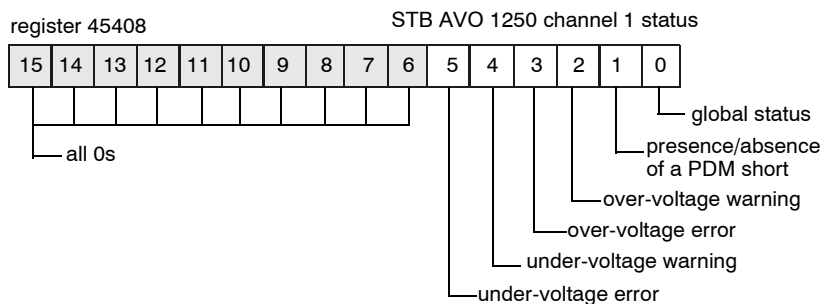 register 45408
STB AVO 1250 channel 1 status
15 14 13 12 11 10 9 8 7 6 5 4 3 2 1 0
global status
all 0s
presence/absence
of a PDM short
over-voltage warning
over-voltage error
under-voltage warning
under-voltage error